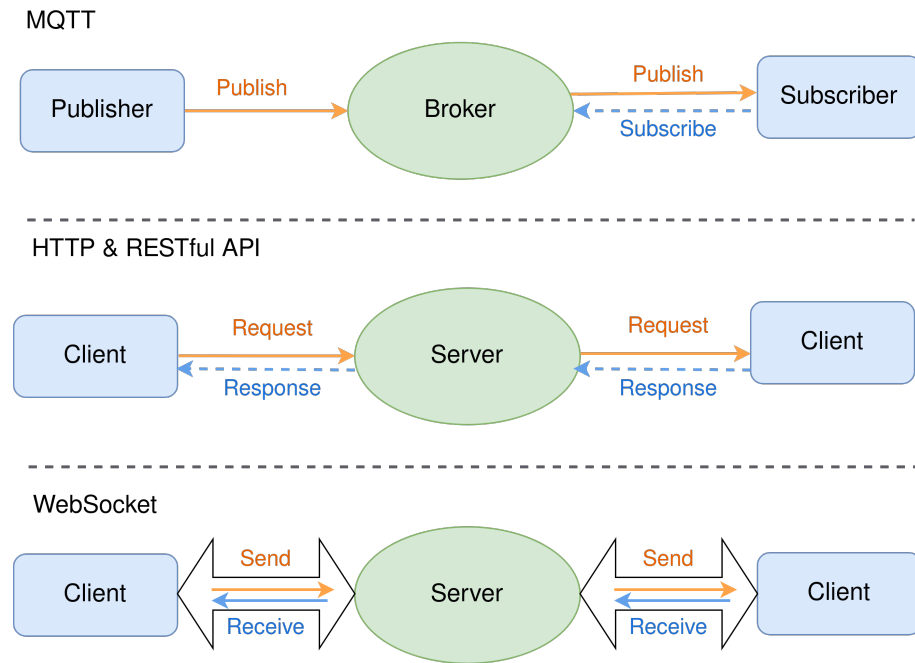 MQTT
Publisher
Publish
Broker
Publish
Subscribe
Subscriber
HTTP & RESTful API
Client
Request
Response
Server
Request
Response
Client
WebSocket
Client
Send
Receive
Server
Send
Receive
Client